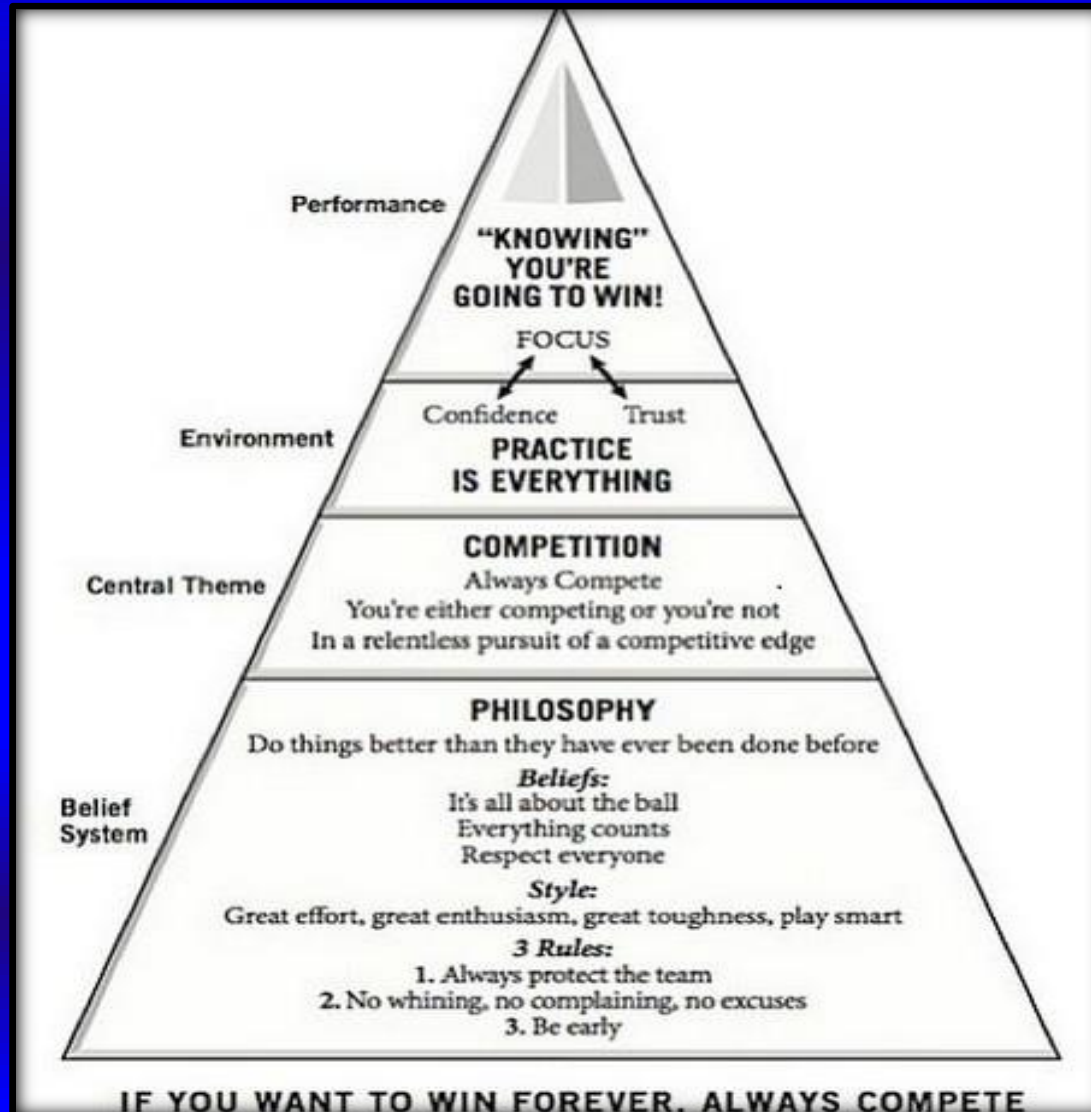 Performance
"KNOWING"
YOU'RE
GOING TO WIN!
FOCUS
Environment
Confidence Trust
PRACTICE
IS EVERYTHING
Central Theme
COMPETITION
Always Compete
You're either competing or you're not
In a relentless pursuit of a competitive edge
Belief
System
PHILOSOPHY
Do things better than they have ever been done before
Beliefs:
It's all about the ball
Everything counts
Respect everyone
Style:
Great effort, great enthusiasm, great toughness, play smart
3 Rules:
1. Always protect the team
2. No whining, no complaining, no excuses
3. Be early
IF YOU WANT TO WIN FOREVER, ALWAYS COMPETE